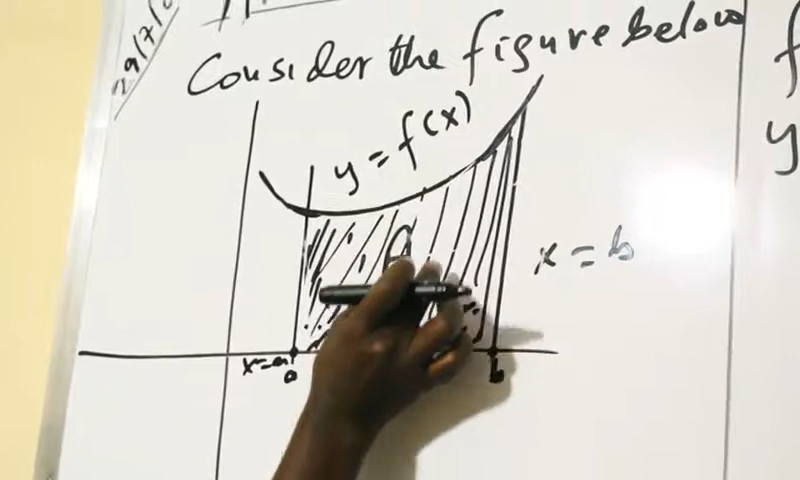 29/7/
Consider the figure below
y = f(x)
A
x = b
x=a
a
b
f
y